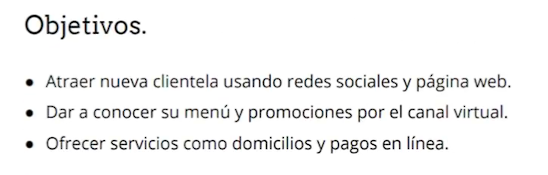 Objetivos.
● Atraer nueva clientela usando redes sociales y página web.
● Dar a conocer su menú y promociones por el canal virtual.
● Ofrecer servicios como domicilios y pagos en línea.